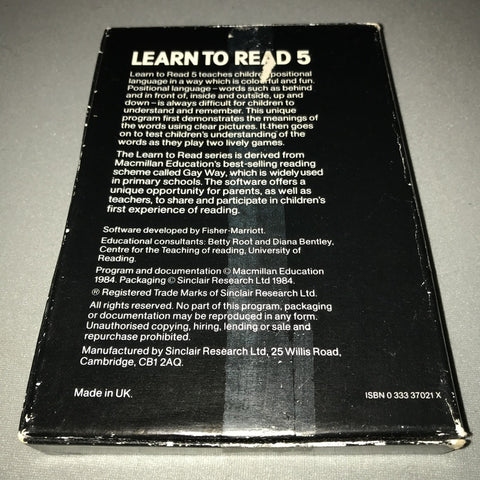 LEARN TO READ 5
Learn to Read 5 teaches children positional
language in a way which is colourful and fun.
Positional language – words such as behind
and in front of, inside and outside, up and
down – is always difficult for children to
understand and remember. This unique
program first demonstrates the meanings of
the words using clear pictures. It then goes
on to test children's understanding of the
words as they play two lively games.
The Learn to Read series is derived from
Macmillan Education's best-selling reading
scheme called Gay Way, which is widely used
in primary schools. The software offers a
unique opportunity for parents, as well as
teachers, to share and participate in children's
first experience of reading.
Software developed by Fisher-Marriott.
Educational consultants: Betty Root and Diana Bentley,
Centre for the Teaching of reading, University of
Reading.
Program and documentation © Macmillan Education
1984. Packaging © Sinclair Research Ltd 1984.
® Registered Trade Marks of Sinclair Research Ltd.
All rights reserved. No part of this program, packaging
or documentation may be reproduced in any form.
Unauthorised copying, hiring, lending or sale and
repurchase prohibited.
Manufactured by Sinclair Research Ltd, 25 Willis Road,
Cambridge, CB1 2AQ.
Made in UK.
ISBN 0 333 37021 X